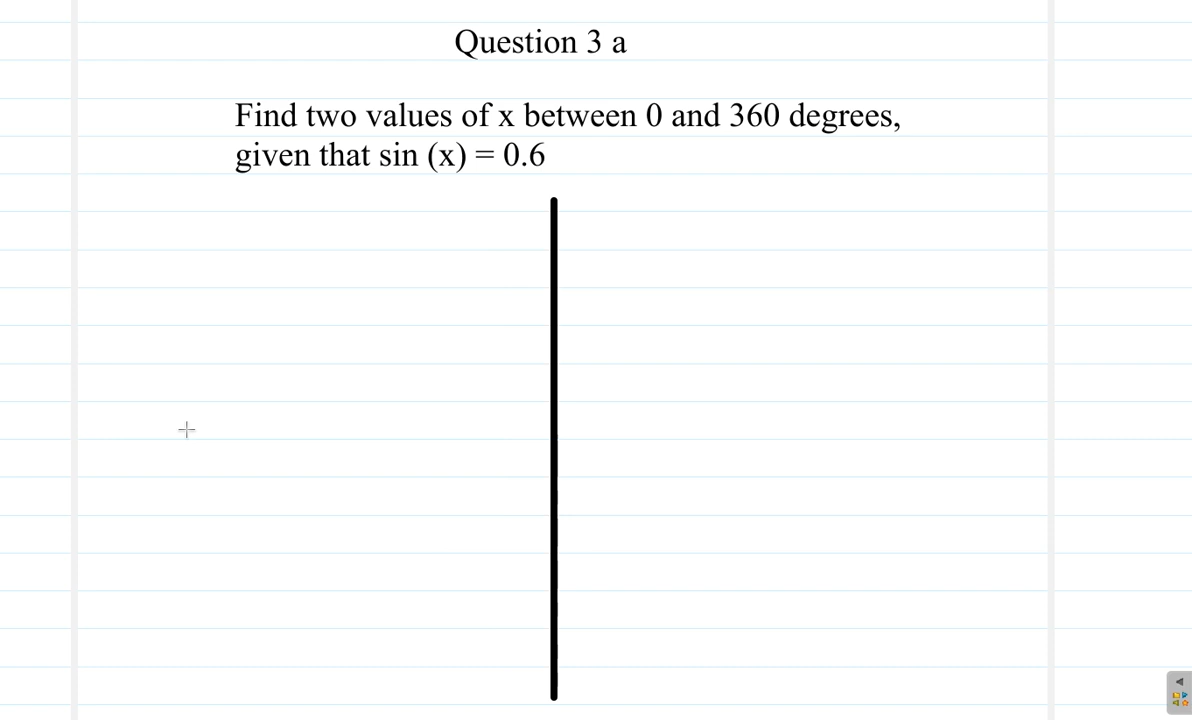 Question 3 a
Find two values of x between 0 and 360 degrees,
given that sin (x) = 0.6